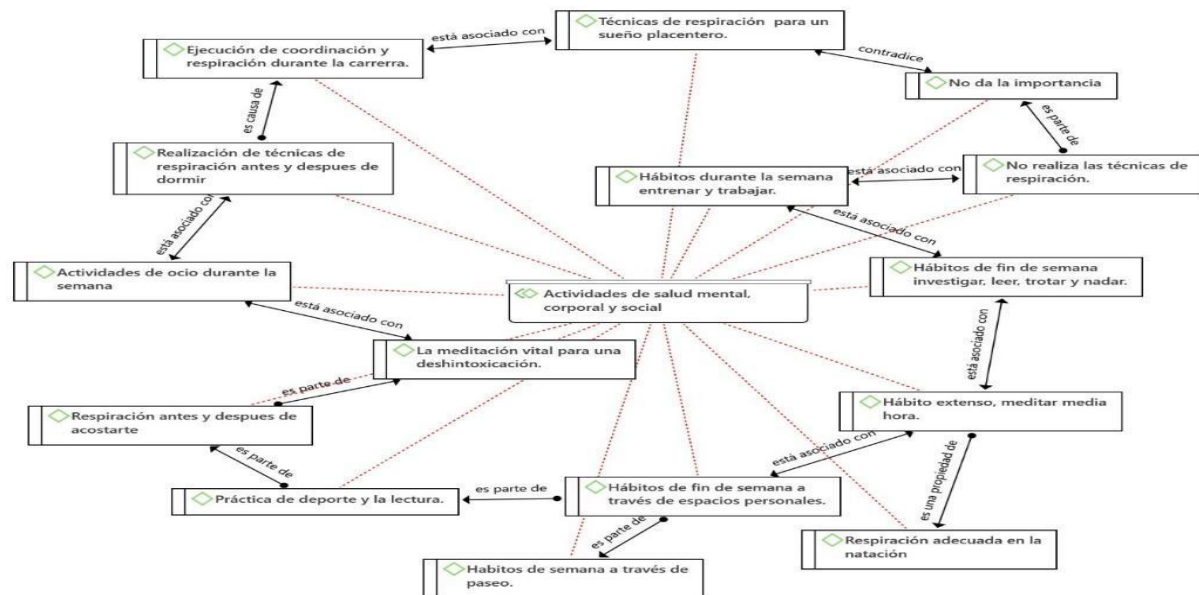 Técnicas de respiración para un
sueño placentero.
está asociado con
Ejecución de coordinación y
respiración durante la carrerra.
contradice
No da la importancia
es causa de
es parte de
Realización de técnicas de
respiración antes y despues de
dormir
No realiza las técnicas de
respiración.
está asociado con
Hábitos durante la semana
entrenar y trabajar.
está asociado con
está asociado con
Actividades de ocio durante la
semana
Hábitos de fin de semana
investigar, leer, trotar y nadar.
Actividades de salud mental,
corporal y social
está asociado con
está asociado con
La meditación vital para una
deshintoxicación.
es parte de
Hábito extenso, meditar media
hora.
Respiración antes y despues de
acostarte
está asociado con
es una propiedad de
es parte de
Práctica de deporte y la lectura.
es parte de
Hábitos de fin de semana a
través de espacios personales.
es parte de
Respiración adecuada en la
natación
Habitos de semana a través de
paseo.